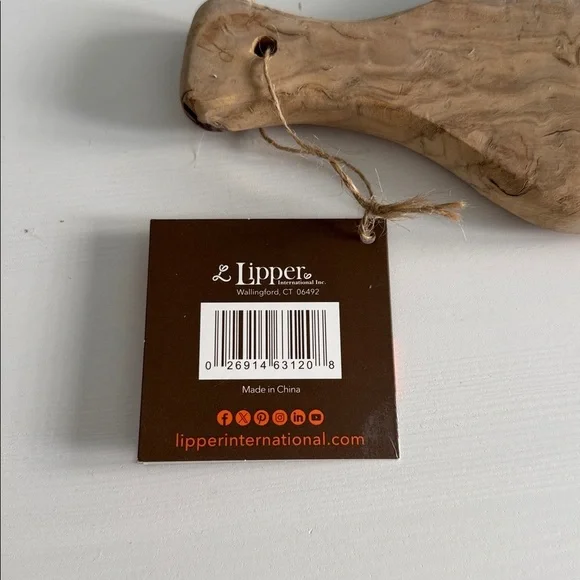 Lipper
International Inc.
Wallingford, CT 06492
0 26914 63120 8
Made in China
lipperinternational.com